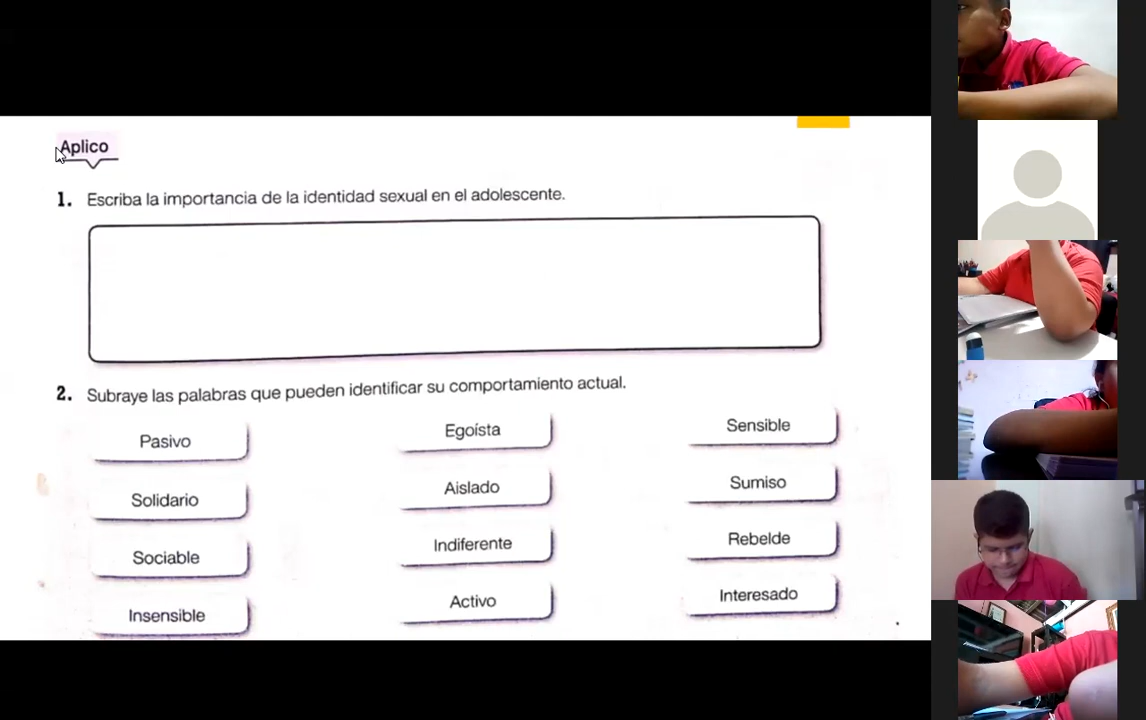 Aplico
1. Escriba la importancia de la identidad sexual en el adolescente.
2. Subraye las palabras que pueden identificar su comportamiento actual.
Pasivo Egoísta Sensible
Solidario Aislado Sumiso
Sociable Indiferente Rebelde
Insensible Activo Interesado